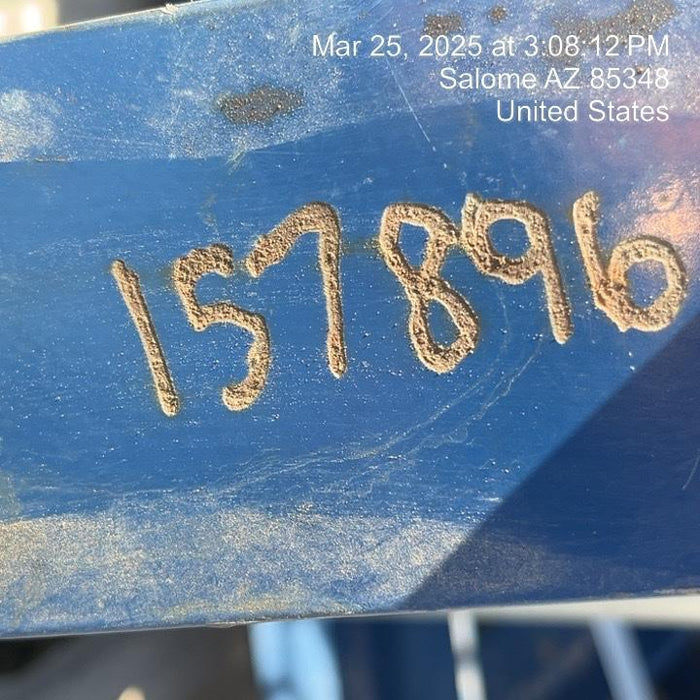 Mar 25, 2025 at 3:08:12 PM
Salome AZ 85348
United States
157896